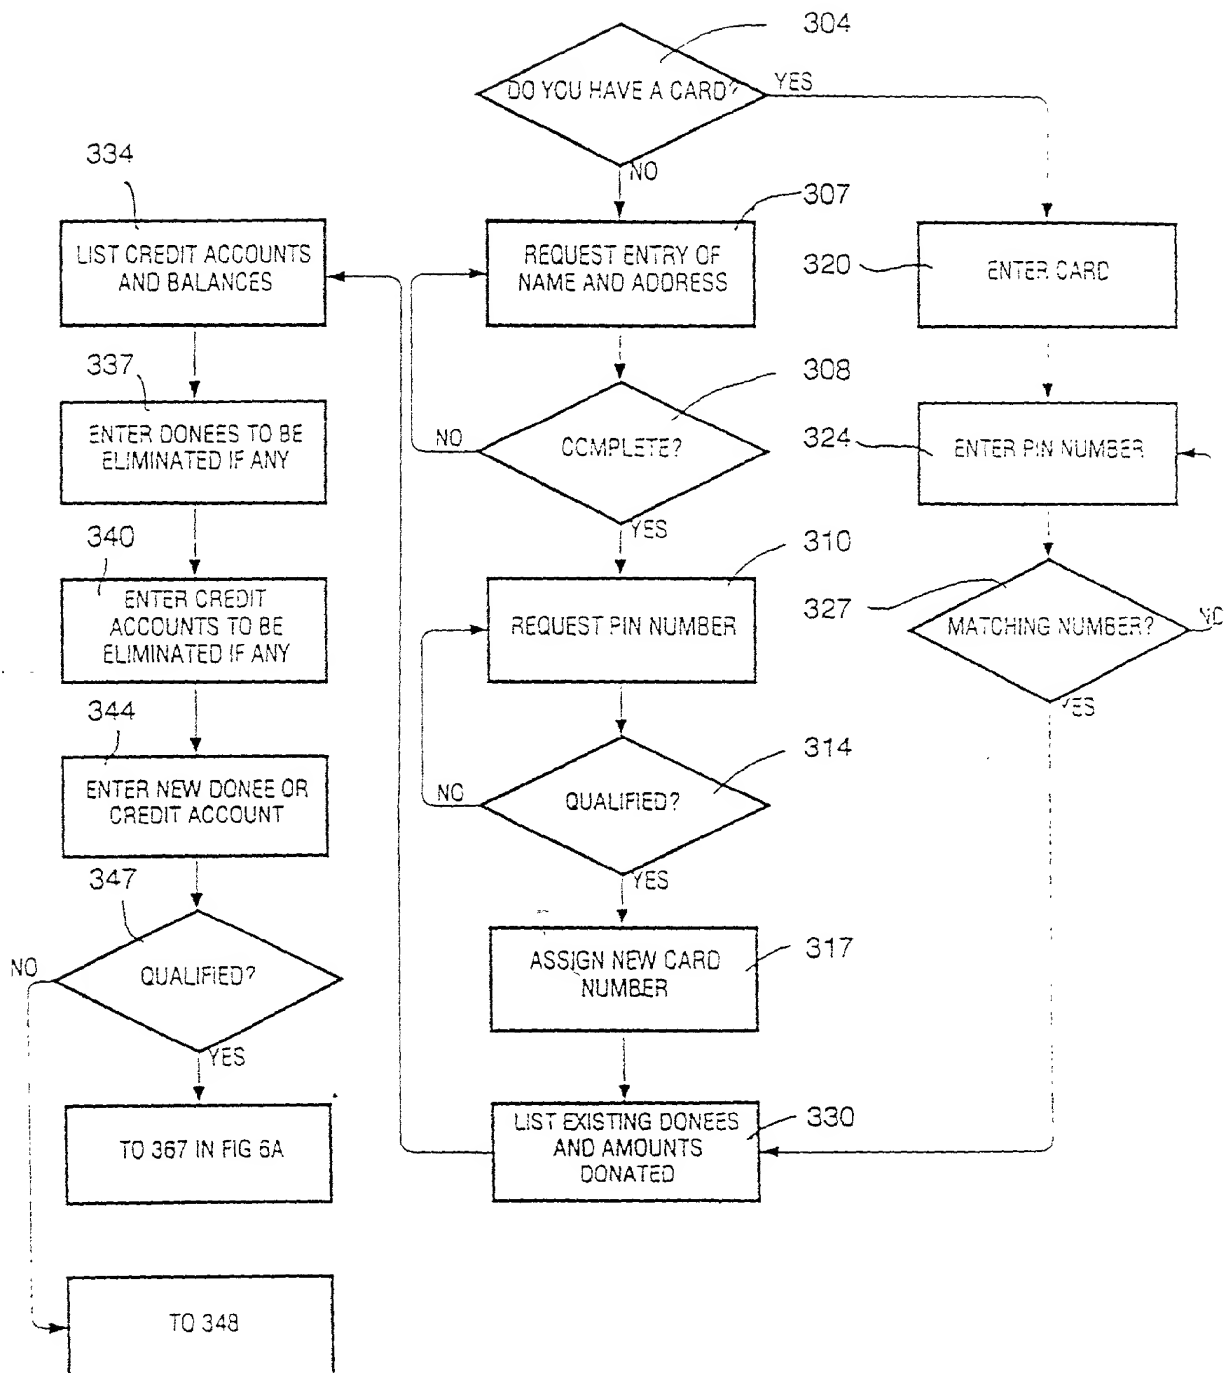 304
DO YOU HAVE A CARD?
YES
NO
334
LIST CREDIT ACCOUNTS
AND BALANCES
307
REQUEST ENTRY OF
NAME AND ADDRESS
320
ENTER CARD
337
ENTER DONEES TO BE
ELIMINATED IF ANY
308
COMPLETE?
NO
YES
324
ENTER PIN NUMBER
340
ENTER CREDIT
ACCOUNTS TO BE
ELIMINATED IF ANY
310
REQUEST PIN NUMBER
327
MATCHING NUMBER?
NO
YES
344
ENTER NEW DONEE OR
CREDIT ACCOUNT
314
QUALIFIED?
NO
YES
347
QUALIFIED?
NO
YES
317
ASSIGN NEW CARD
NUMBER
TO 367 IN FIG 6A
330
LIST EXISTING DONEES
AND AMOUNTS
DONATED
TO 348